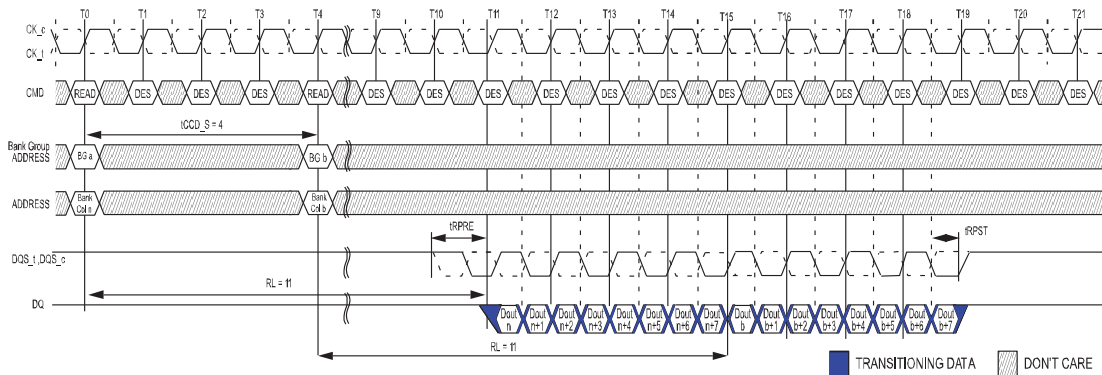 T0 T1 T2 T3 T4 T9 T10 T11 T12 T13 T14 T15 T16 T17 T18 T19 T20 T21
CK_c
CK_t
CMD READ DES DES DES READ DES DES DES DES DES DES DES DES DES DES DES DES DES
tCCD_S = 4
Bank Group
ADDRESS BG a BG b
ADDRESS Bank
Col n Bank
Col b
tRPRE tRPST
DQS_t,DQS_c
RL = 11
DQ
Dout
n Dout
n+1 Dout
n+2 Dout
n+3 Dout
n+4 Dout
n+5 Dout
n+6 Dout
n+7 Dout
b Dout
b+1 Dout
b+2 Dout
b+3 Dout
b+4 Dout
b+5 Dout
b+6 Dout
b+7
RL = 11
TRANSITIONING DATA DON'T CARE